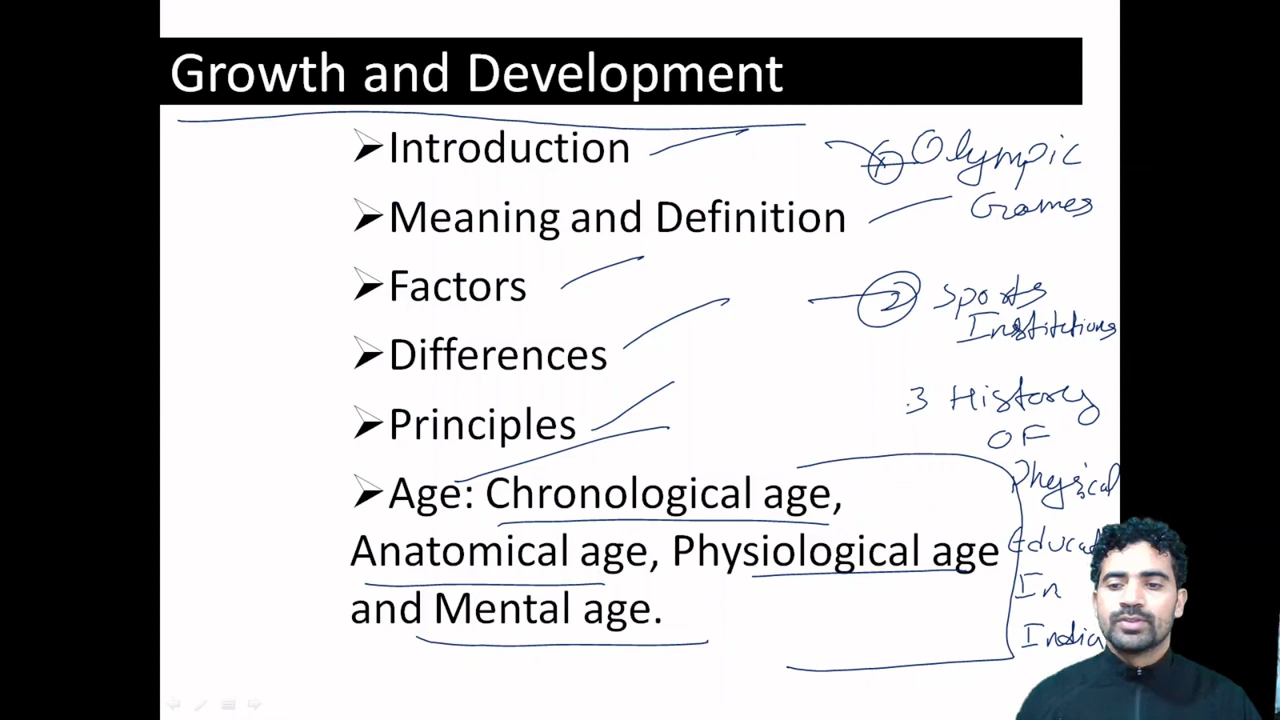 Growth and Development
➢Introduction
➢Meaning and Definition
➢Factors
➢Differences
➢Principles
➢Age: Chronological age,
Anatomical age, Physiological age
and Mental age.
1 Olympic
Games
2 Sports
Institutions
3 History
OF
Physical
In
India